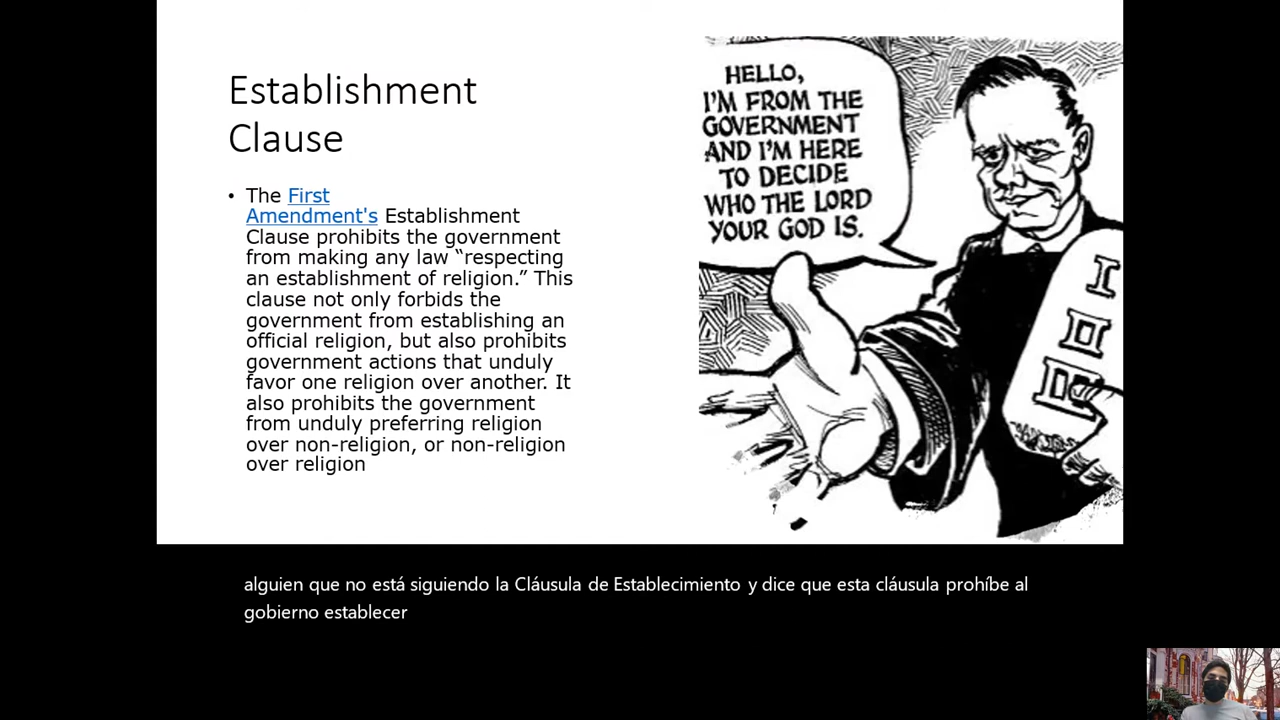 Establishment
Clause
• The First
Amendment's Establishment
Clause prohibits the government
from making any law “respecting
an establishment of religion.” This
clause not only forbids the
government from establishing an
official religion, but also prohibits
government actions that unduly
favor one religion over another. It
also prohibits the government
from unduly preferring religion
over non-religion, or non-religion
over religion
HELLO,
I'M FROM THE
GOVERNMENT
AND I'M HERE
TO DECIDE
WHO THE LORD
YOUR GOD IS.
I
II
III
alguien que no está siguiendo la Cláusula de Establecimiento y dice que esta cláusula prohíbe al
gobierno establecer